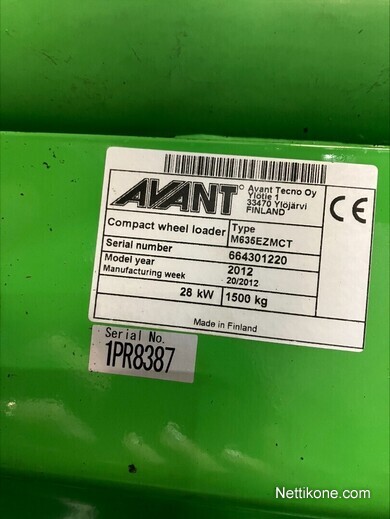 AVANT
Avant Tecno Oy
Ylötie 1
33470 Ylöjärvi
FINLAND
CE
Compact wheel loader
Type
M635EZMCT
Serial number
664301220
Model year
2012
Manufacturing week
20/2012
28 kW
1500 kg
Made in Finland
Serial No.
1PR8387
Nettikone.com